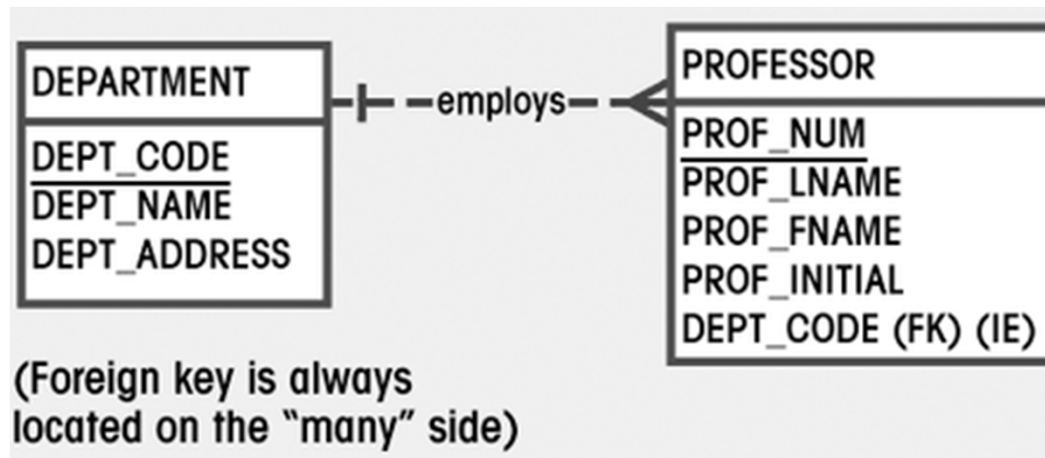 DEPARTMENT
DEPT_CODE
DEPT_NAME
DEPT_ADDRESS
employs
PROFESSOR
PROF_NUM
PROF_LNAME
PROF_FNAME
PROF_INITIAL
DEPT_CODE (FK) (IE)
(Foreign key is always
located on the “many” side)